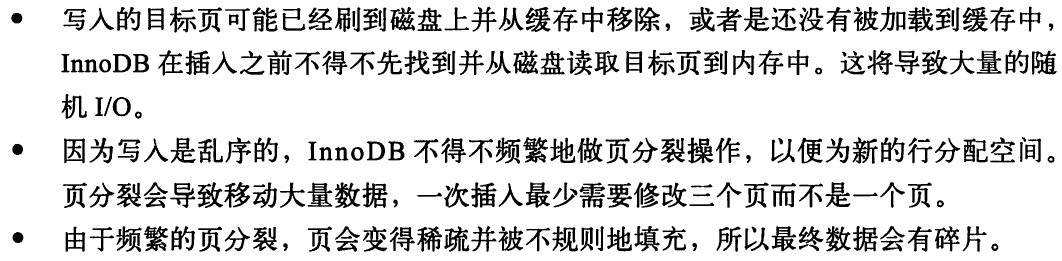 ● 写入的目标页可能已经刷到磁盘上并从缓存中移除，或者是还没有被加载到缓存中，
InnoDB 在插入之前不得不先找到并从磁盘读取目标页到内存中。这将导致大量的随
机 I/O。
● 因为写入是乱序的，InnoDB 不得不频繁地做页分裂操作，以便为新的行分配空间。
页分裂会导致移动大量数据，一次插入最少需要修改三个页而不是一个页。
● 由于频繁的页分裂，页会变得稀疏并被不规则地填充，所以最终数据会有碎片。